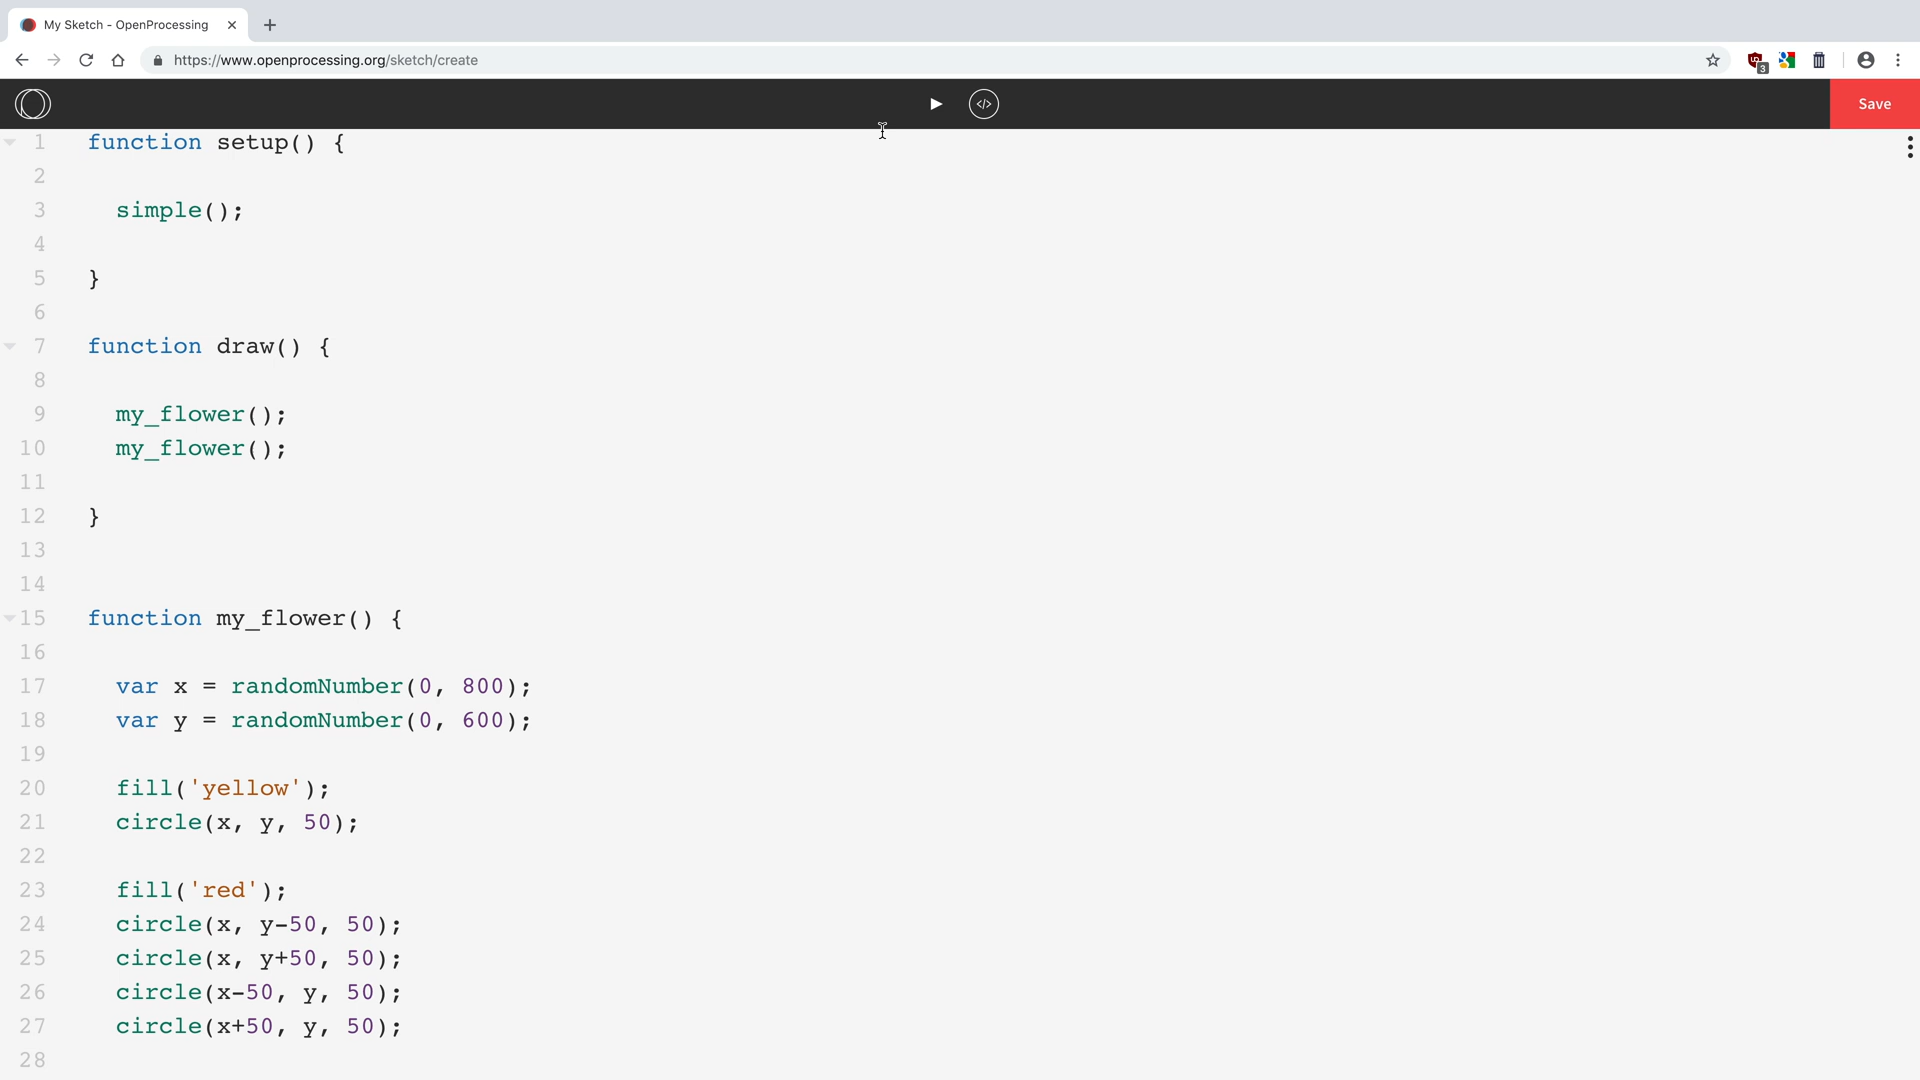 My Sketch - OpenProcessing
https://www.openprocessing.org/sketch/create
3
</>
Save
1 function setup() {
2
3 simple();
4
5 }
6
7 function draw() {
8
9 my_flower();
10 my_flower();
11
12 }
13
14
15 function my_flower() {
16
17 var x = randomNumber(0, 800);
18 var y = randomNumber(0, 600);
19
20 fill('yellow');
21 circle(x, y, 50);
22
23 fill('red');
24 circle(x, y-50, 50);
25 circle(x, y+50, 50);
26 circle(x-50, y, 50);
27 circle(x+50, y, 50);
28